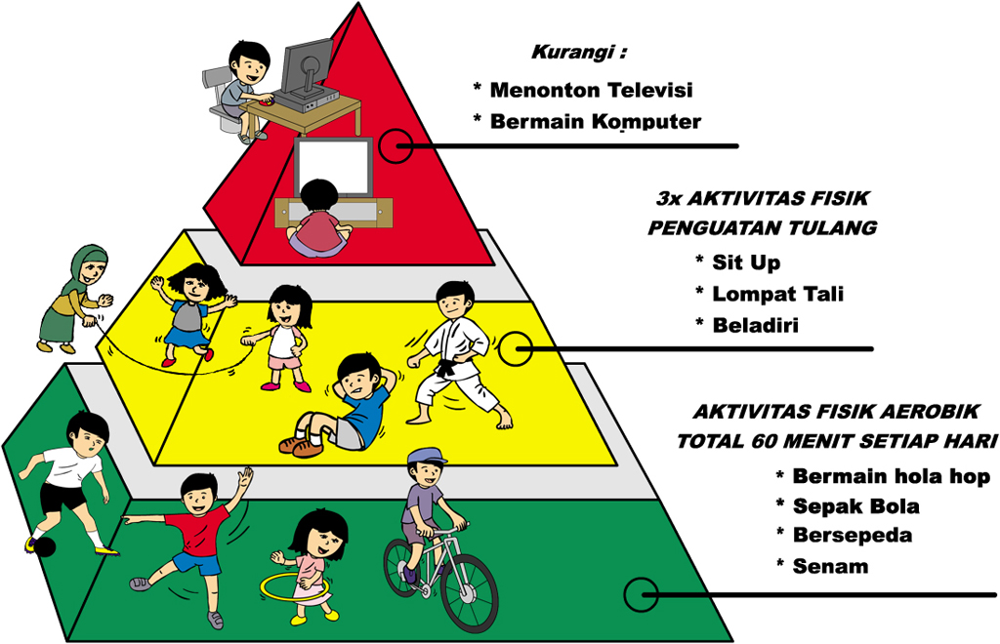 Kurangi :
* Menonton Televisi
* Bermain Komputer
3x AKTIVITAS FISIK
PENGUATAN TULANG
* Sit Up
* Lompat Tali
* Beladiri
AKTIVITAS FISIK AEROBIK
TOTAL 60 MENIT SETIAP HARI
* Bermain hola hop
* Sepak Bola
* Bersepeda
* Senam